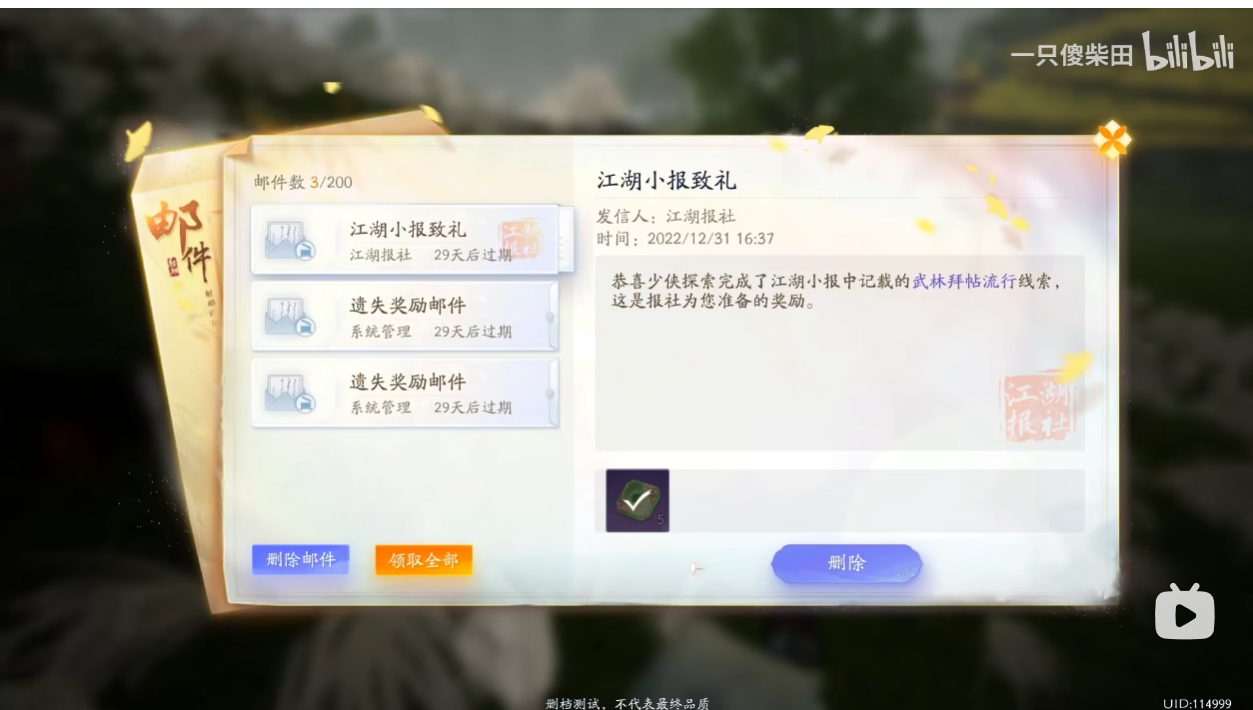 一只傻柴田 bilibili
邮件
邮件数 3/200
江湖小报致礼
江湖报社 29天后过期
遗失奖励邮件
系统管理 29天后过期
遗失奖励邮件
系统管理 29天后过期
删除邮件 领取全部
江湖小报致礼
发信人：江湖报社
时间：2022/12/31 16:37
恭喜少侠探索完成了江湖小报中记载的武林拜帖流行线索，
这是报社为您准备的奖励。
江湖
报社
5
删除
删档测试，不代表最终品质
UID:114999